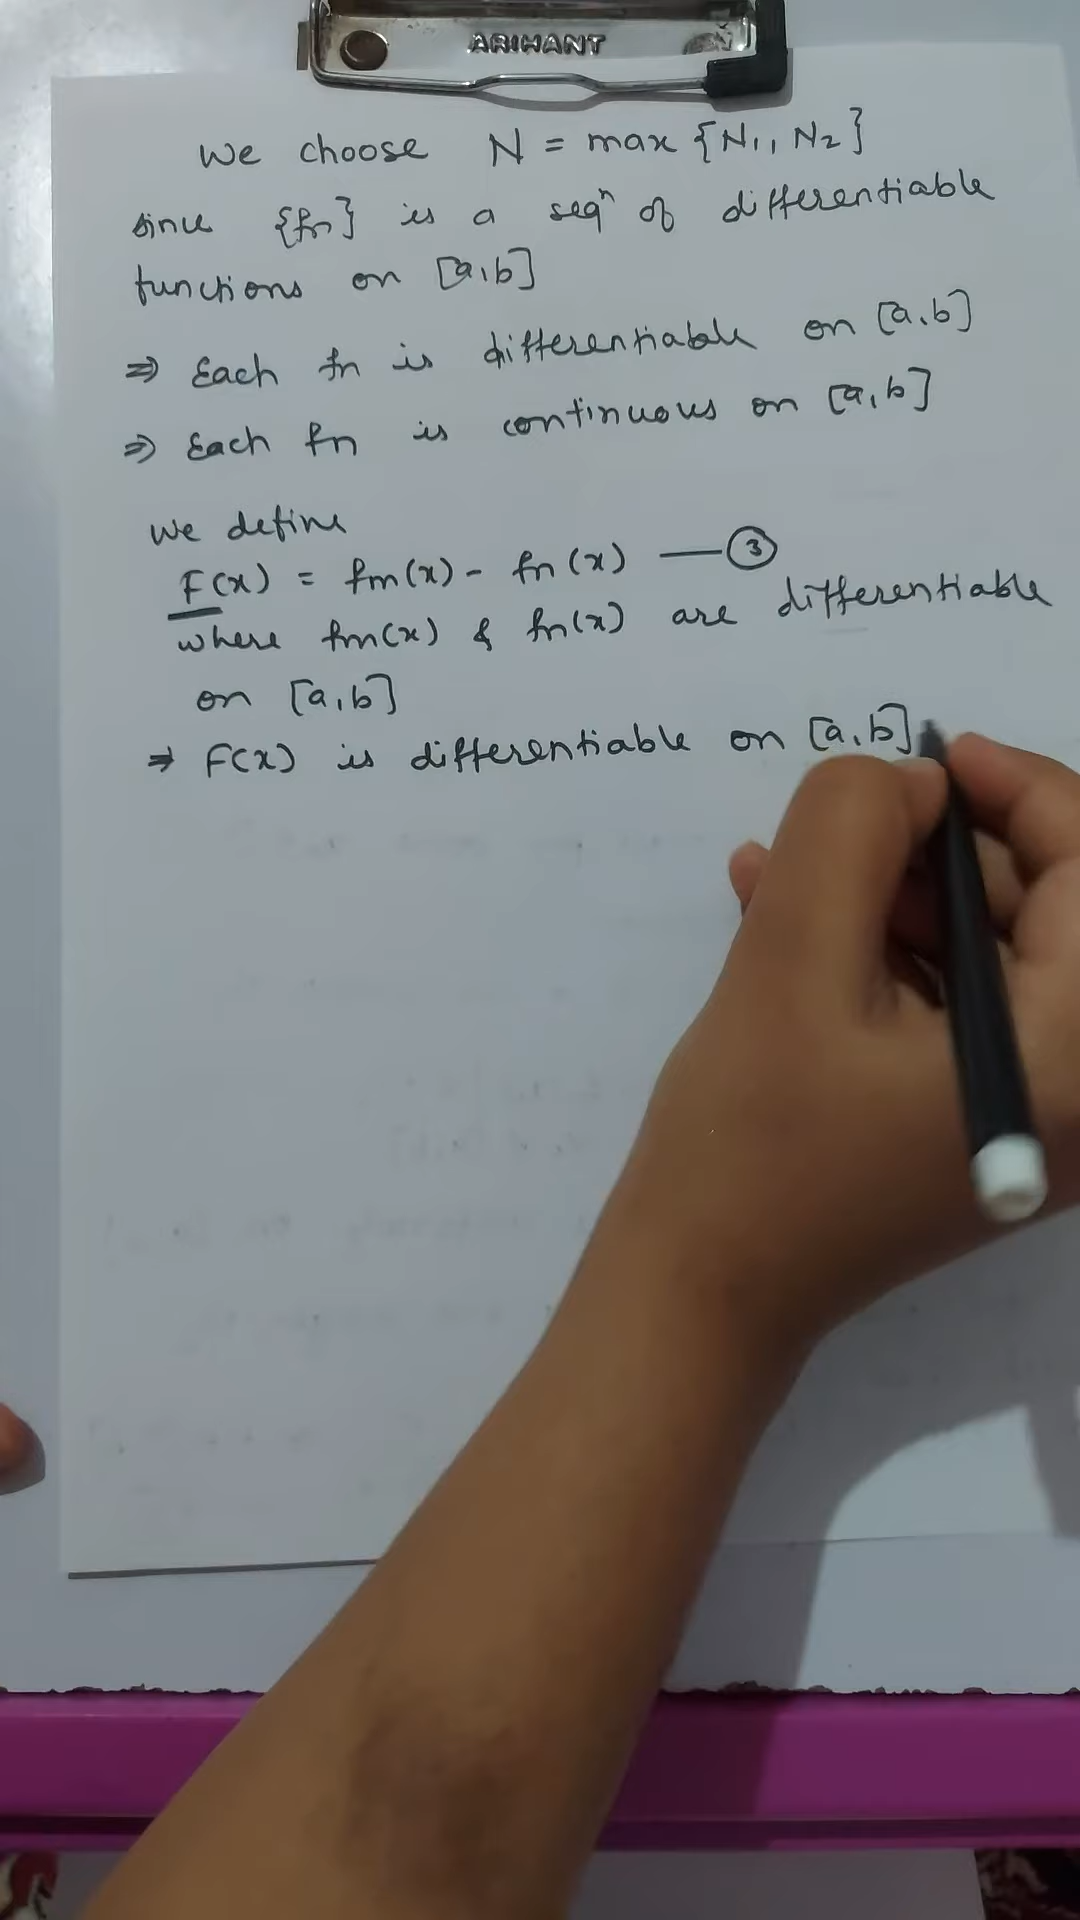 ARIHANT
We choose N = max {N1, N2}
since {fn} is a seqⁿ of differentiable
functions on [a,b]
⇒ Each fn is differentiable on [a,b]
⇒ Each fn is continuous on [a,b]
we define
F(x) = fm(x) - fn(x) — ③
where fm(x) & fn(x) are differentiable
on [a,b]
⇒ F(x) is differentiable on [a,b]